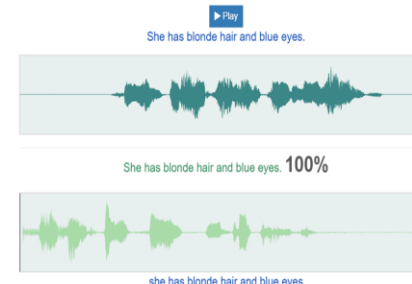 Play
She has blonde hair and blue eyes.
She has blonde hair and blue eyes. 100%
she has blonde hair and blue eyes